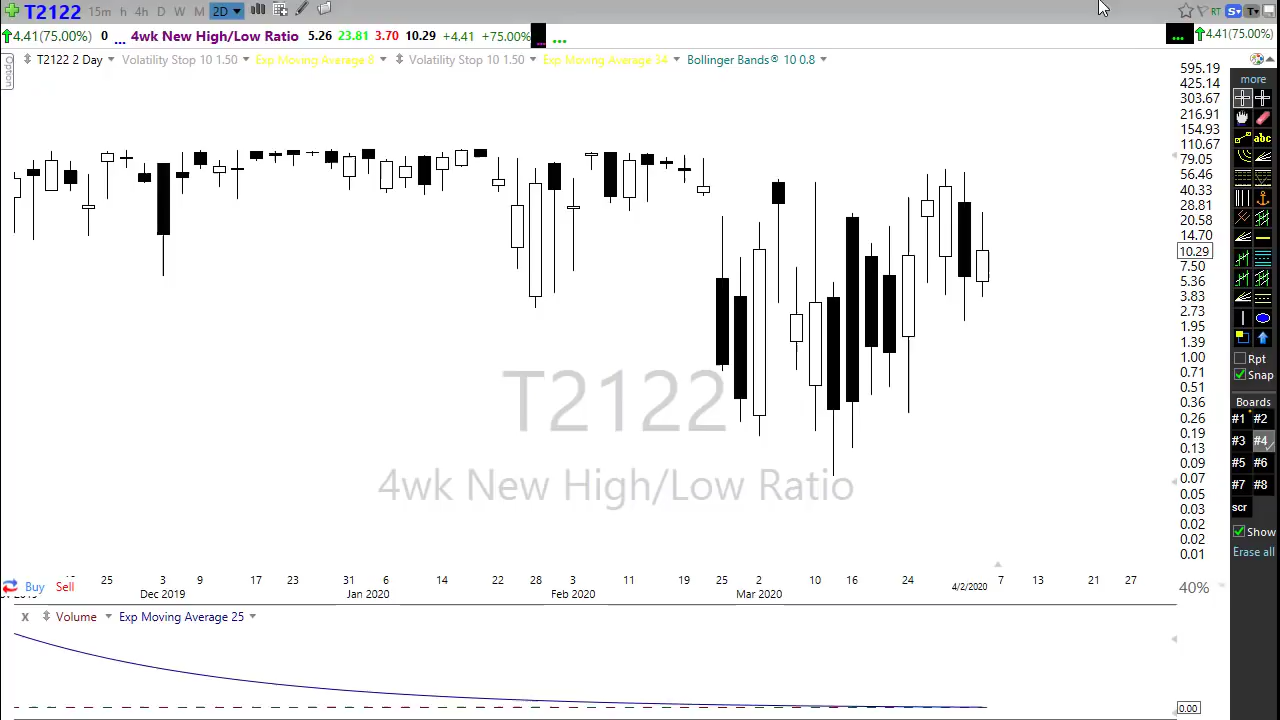 T2122 15m h 4h D W M 2D RT S T
4.41(75.00%) 0 ... 4wk New High/Low Ratio 5.26 23.81 3.70 10.29 +4.41 +75.00% ... ... 4.41(75.00%)
Option
T2122 2 Day Volatility Stop 10 1.50 Exp Moving Average 8 Volatility Stop 10 1.50 Exp Moving Average 34 Bollinger Bands® 10 0.8
595.19
425.14
303.67
216.91
154.93
110.67
79.05
56.46
40.33
28.81
20.58
14.70
10.29
7.50
5.36
3.83
2.73
1.95
1.39
1.00
0.71
0.51
0.36
0.26
0.19
0.13
0.09
0.07
0.05
0.03
0.02
0.02
0.01
T2122
4wk New High/Low Ratio
25 3 9 17 23 31 6 14 22 28 3 11 19 25 2 10 16 24 7 13 21 27
Dec 2019 Jan 2020 Feb 2020 Mar 2020 4/2/2020
Buy Sell
40%
X Volume Exp Moving Average 25
0.00
more
abc
Rpt
Snap
Boards
#1 #2
#3 #4
#5 #6
#7 #8
scr
Show
Erase all